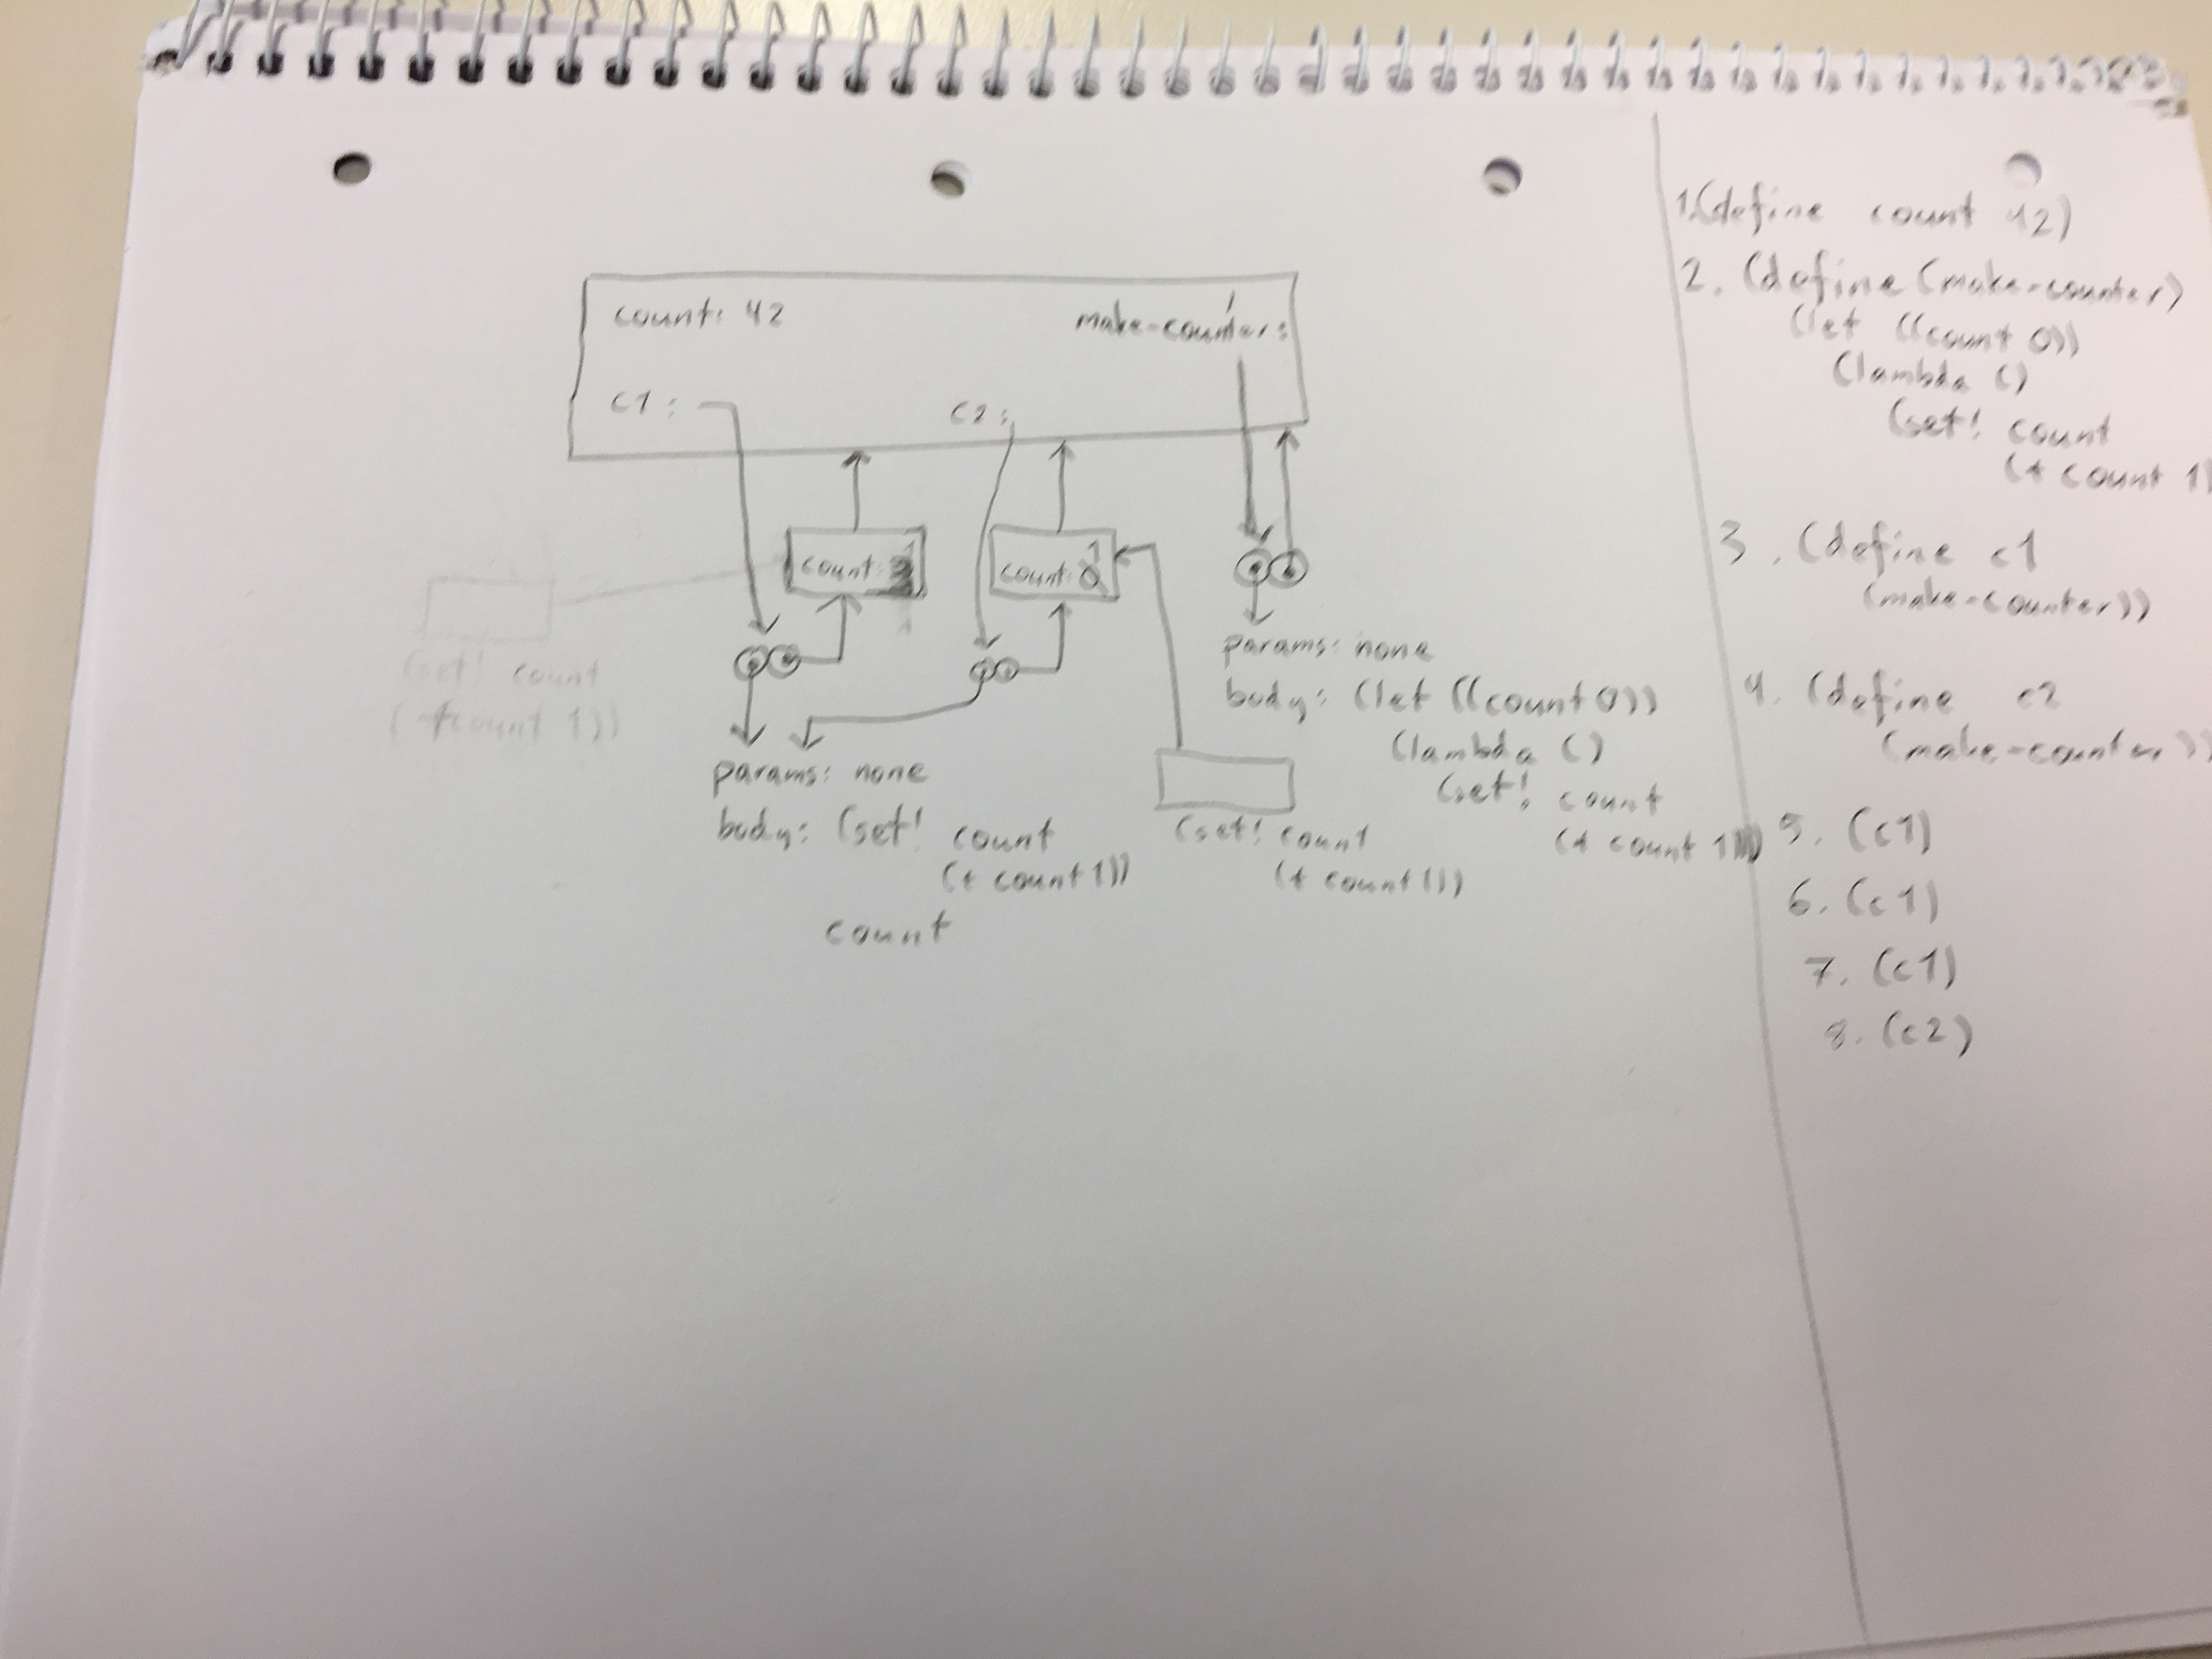 count: 42
make-counter:
c1:
c2:
count:
count: 0 1
(set! count
(+ count 1))
params: none
body: (set! count
(+ count 1))
count
(set! count
(+ count 1))
params: none
body: (let ((count 0))
(lambda ()
(set! count
(+ count 1))))
1.(define count 42)
2. (define (make-counter)
(let ((count 0))
(lambda ()
(set! count
(+ count 1)
3. (define c1
(make-counter))
4. (define c2
(make-counter))
5. (c1)
6. (c1)
7. (c1)
8. (c2)